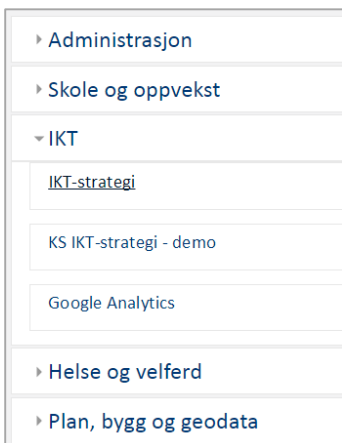 Administrasjon
Skole og oppvekst
IKT
IKT-strategi
KS IKT-strategi - demo
Google Analytics
Helse og velferd
Plan, bygg og geodata